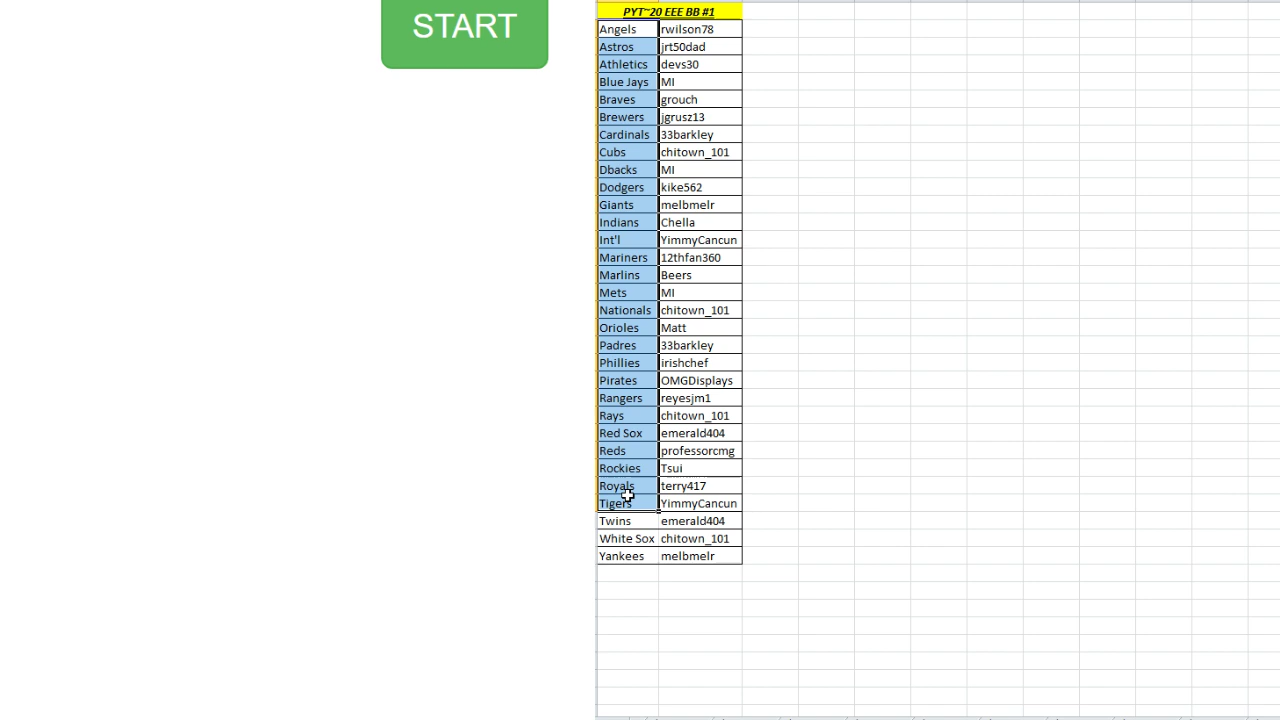 START
PYT~20 EEE BB #1
Angels rwilson78
Astros jrt50dad
Athletics devs30
Blue Jays MI
Braves grouch
Brewers jgrusz13
Cardinals 33barkley
Cubs chitown_101
Dbacks MI
Dodgers kike562
Giants melbmelr
Indians Chella
Int'l YimmyCancun
Mariners 12thfan360
Marlins Beers
Mets MI
Nationals chitown_101
Orioles Matt
Padres 33barkley
Phillies irishchef
Pirates OMGDisplays
Rangers reyesjm1
Rays chitown_101
Red Sox emerald404
Reds professorcmg
Rockies Tsui
Royals terry417
Tigers YimmyCancun
Twins emerald404
White Sox chitown_101
Yankees melbmelr